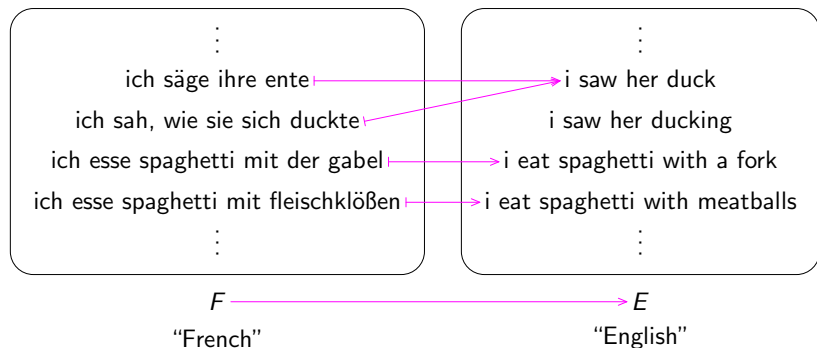 ich säge ihre ente
i saw her duck
ich sah, wie sie sich duckte
i saw her ducking
ich esse spaghetti mit der gabel
i eat spaghetti with a fork
ich esse spaghetti mit fleischklößen
i eat spaghetti with meatballs
F
E
“French”
“English”